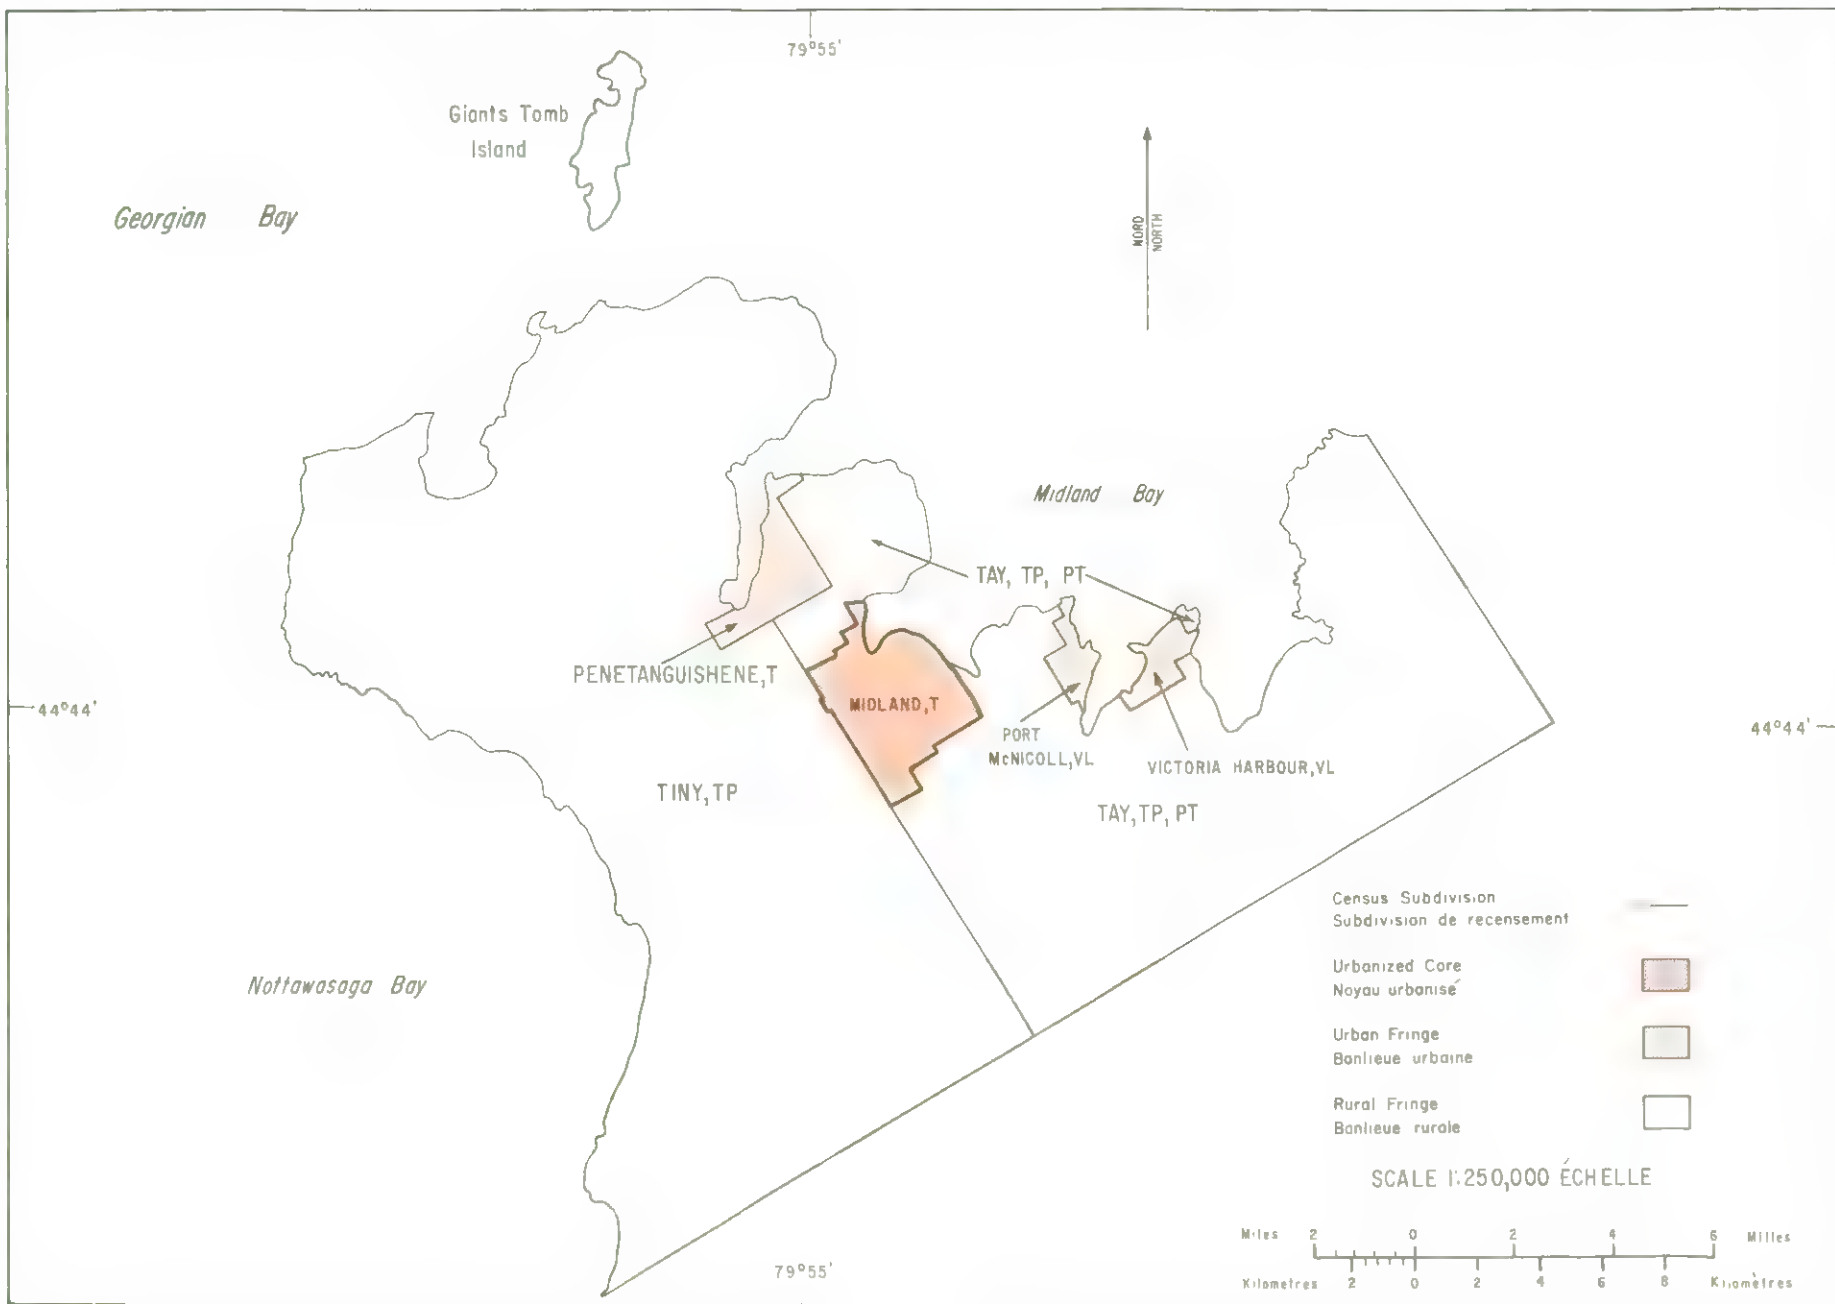 79°55'
Giants Tomb
Island
Georgian Bay
NORD
NORTH
Midland Bay
TAY, TP, PT
PENETANGUISHENE,T
MIDLAND,T
44°44'
44°44'
PORT
McNICOLL,VL
VICTORIA HARBOUR,VL
TINY,TP
TAY,TP,PT
Nottawasaga Bay
Census Subdivision
Subdivision de recensement
Urbanized Core
Noyau urbanisé
Urban Fringe
Banlieue urbaine
Rural Fringe
Banlieue rurale
SCALE 1:250,000 ÉCHELLE
Miles 2 0 2 4 6 Milles
Kilometres 2 0 2 4 6 8 Kilomètres
79°55'